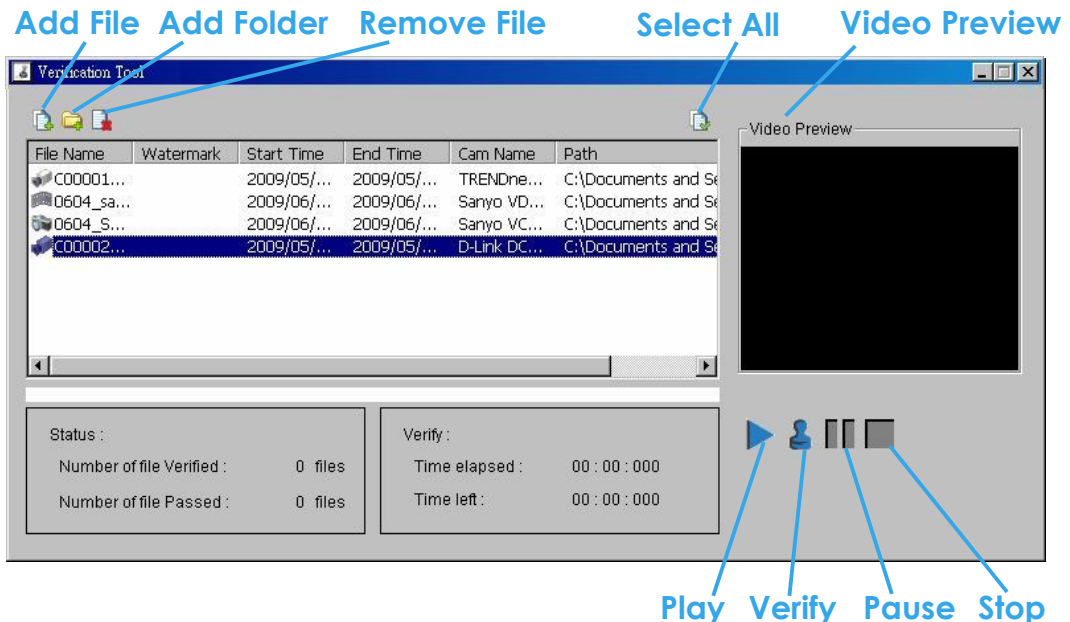 Add File Add Folder Remove File Select All Video Preview
Verification Tool
Video Preview
File Name Watermark Start Time End Time Cam Name Path
C00001... 2009/05/... 2009/05/... TRENDne... C:\Documents and Se
0604_sa... 2009/06/... 2009/06/... Sanyo VD... C:\Documents and Se
0604_S... 2009/06/... 2009/06/... Sanyo VC... C:\Documents and Se
C00002... 2009/05/... 2009/05/... D-Link DC... C:\Documents and Se
Status :
Number of file Verified : 0 files
Number of file Passed : 0 files
Verify :
Time elapsed : 00 : 00 : 000
Time left : 00 : 00 : 000
Play Verify Pause Stop